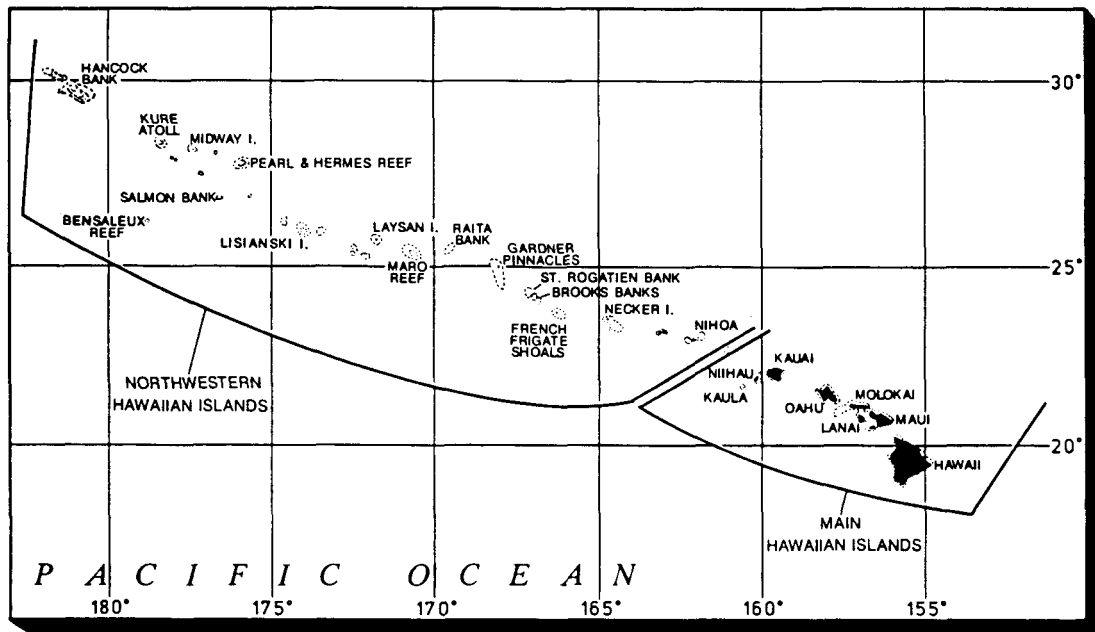 HANCOCK
BANK
30°
KURE
ATOLL
MIDWAY I.
PEARL & HERMES REEF
SALMON BANK
BENSALEUX
REEF
LISIANSKI I.
LAYSAN I.
RAITA
BANK
MARO
REEF
GARDNER
PINNACLES
25°
ST. ROGATIEN BANK
BROOKS BANKS
NECKER I.
FRENCH
FRIGATE
SHOALS
NIHOA
NORTHWESTERN
HAWAIIAN ISLANDS
KAUAI
NIIHAU
KAULA
OAHU
MOLOKAI
LANAI
MAUI
20°
HAWAII
MAIN
HAWAIIAN ISLANDS
PACIFIC OCEAN
180°
175°
170°
165°
160°
155°